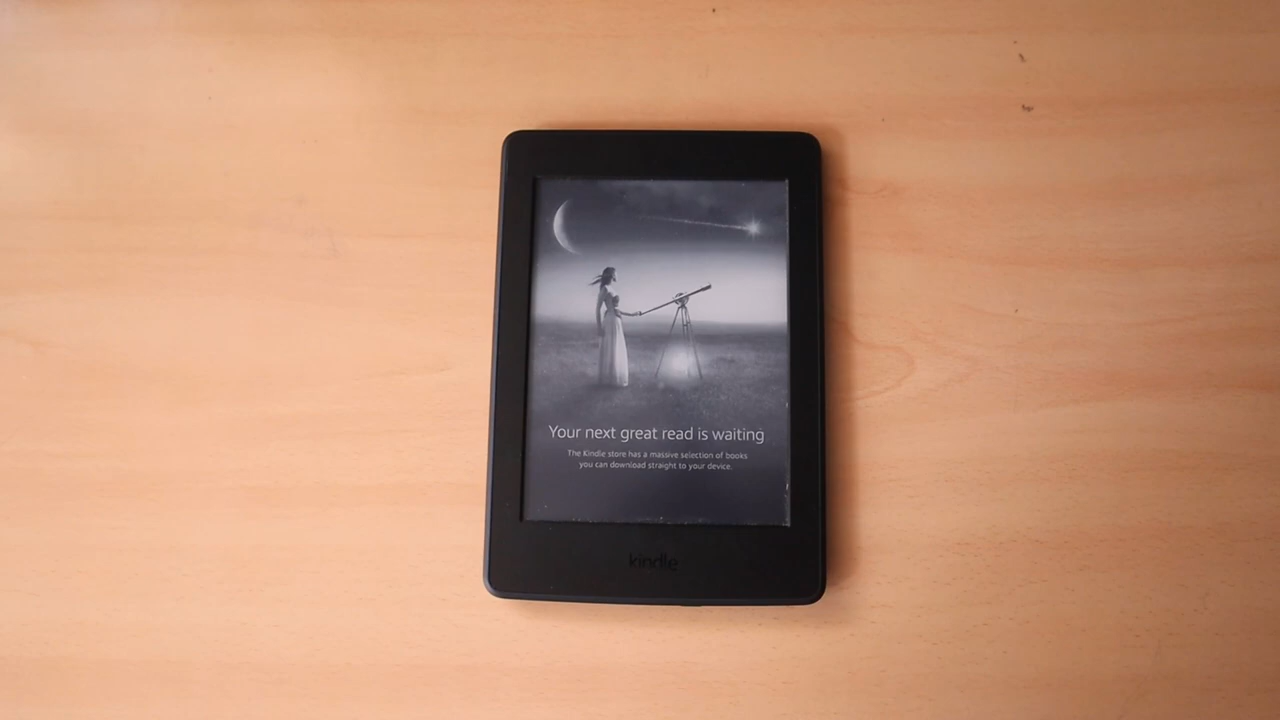 Your next great read is waiting
The Kindle store has a massive selection of books
you can download straight to your device.
kindle